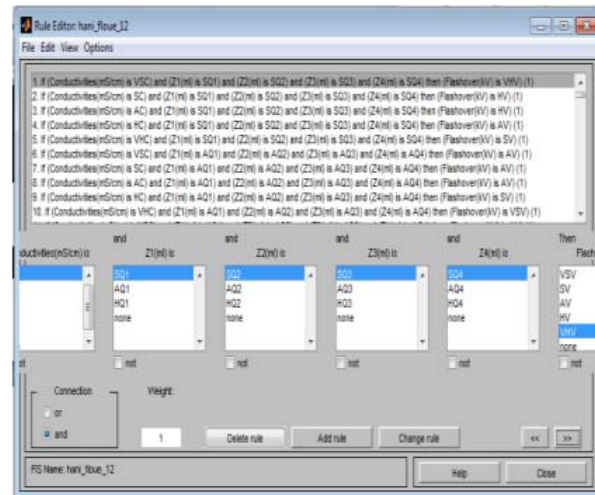 Rule Editor: hani_floue_12
File Edit View Options
1. If (Conductivities(mS/cm) is VSC) and (Z1(ml) is SQ1) and (Z2(ml) is SQ2) and (Z3(ml) is SQ3) and (Z4(ml) is SQ4) then (Flashover(kV) is VHV) (1)
2. If (Conductivities(mS/cm) is SC) and (Z1(ml) is SQ1) and (Z2(ml) is SQ2) and (Z3(ml) is SQ3) and (Z4(ml) is SQ4) then (Flashover(kV) is HV) (1)
3. If (Conductivities(mS/cm) is AC) and (Z1(ml) is SQ1) and (Z2(ml) is SQ2) and (Z3(ml) is SQ3) and (Z4(ml) is SQ4) then (Flashover(kV) is HV) (1)
4. If (Conductivities(mS/cm) is HC) and (Z1(ml) is SQ1) and (Z2(ml) is SQ2) and (Z3(ml) is SQ3) and (Z4(ml) is SQ4) then (Flashover(kV) is AV) (1)
5. If (Conductivities(mS/cm) is VHC) and (Z1(ml) is SQ1) and (Z2(ml) is SQ2) and (Z3(ml) is SQ3) and (Z4(ml) is SQ4) then (Flashover(kV) is SV) (1)
6. If (Conductivities(mS/cm) is VSC) and (Z1(ml) is AQ1) and (Z2(ml) is AQ2) and (Z3(ml) is AQ3) and (Z4(ml) is AQ4) then (Flashover(kV) is AV) (1)
7. If (Conductivities(mS/cm) is SC) and (Z1(ml) is AQ1) and (Z2(ml) is AQ2) and (Z3(ml) is AQ3) and (Z4(ml) is AQ4) then (Flashover(kV) is AV) (1)
8. If (Conductivities(mS/cm) is AC) and (Z1(ml) is AQ1) and (Z2(ml) is AQ2) and (Z3(ml) is AQ3) and (Z4(ml) is AQ4) then (Flashover(kV) is AV) (1)
9. If (Conductivities(mS/cm) is HC) and (Z1(ml) is AQ1) and (Z2(ml) is AQ2) and (Z3(ml) is AQ3) and (Z4(ml) is AQ4) then (Flashover(kV) is SV) (1)
10. If (Conductivities(mS/cm) is VHC) and (Z1(ml) is AQ1) and (Z2(ml) is AQ2) and (Z3(ml) is AQ3) and (Z4(ml) is AQ4) then (Flashover(kV) is VSV) (1)
and and and and Then
ductivities(mS/cm) is Z1(ml) is Z2(ml) is Z3(ml) is Z4(ml) is Flash
SQ1 SQ2 SQ3 SQ4 VSV
AQ1 AQ2 AQ3 AQ4 SV
HQ1 HQ2 HQ3 HQ4 AV
none none none none HV
VHV
none
not not not not not
Connection Weight:
or
and 1 Delete rule Add rule Change rule << >>
FIS Name: hani_floue_12 Help Close